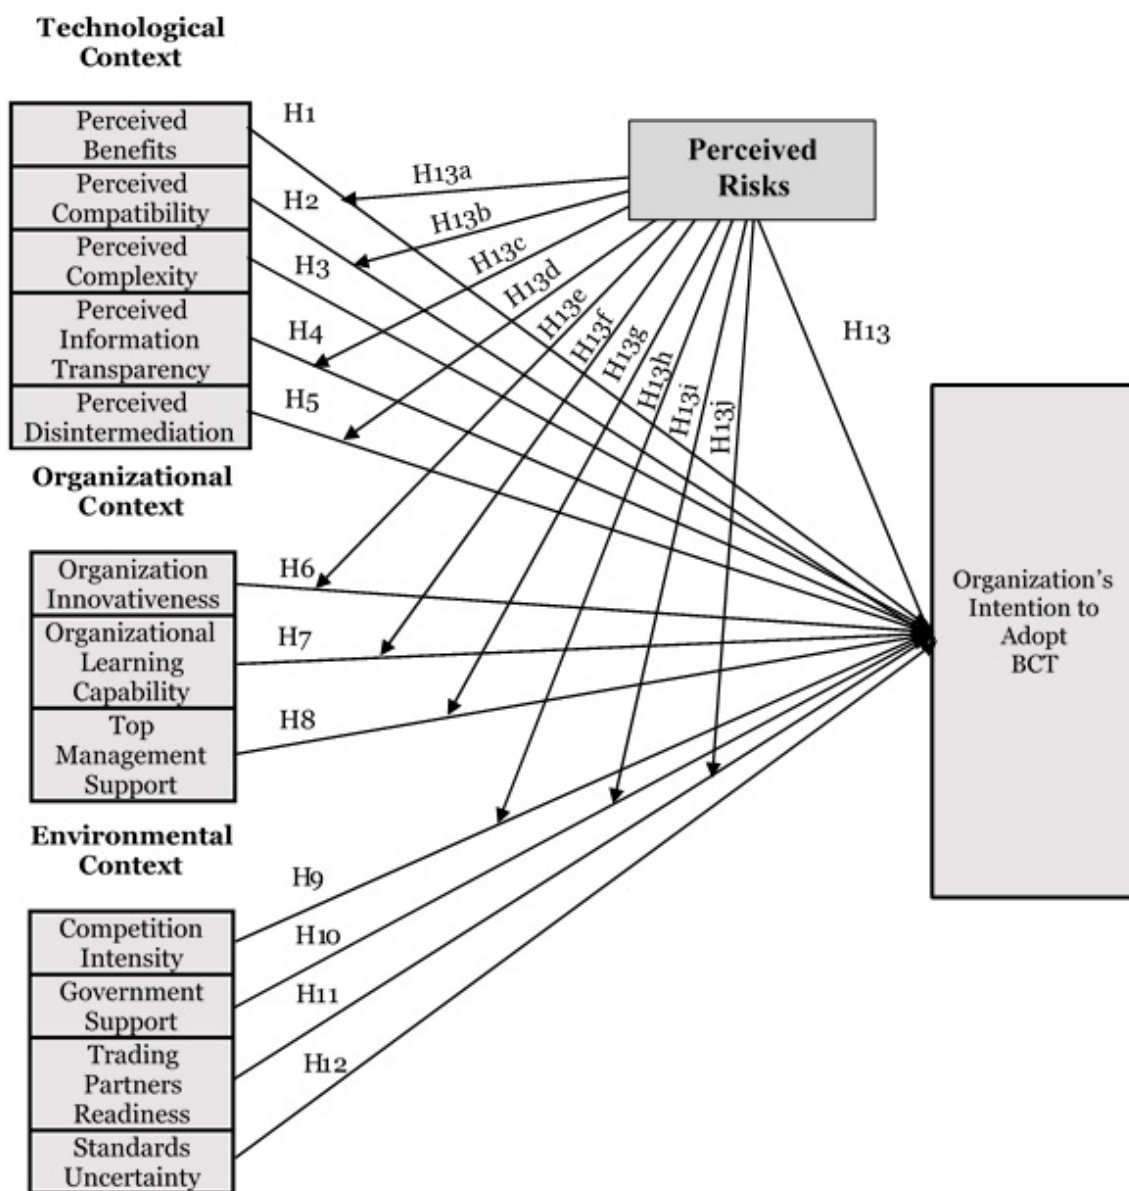 Technological
Context
Perceived
Benefits
Perceived
Compatibility
Perceived
Complexity
Perceived
Information
Transparency
Perceived
Disintermediation
H1
H2
H3
H4
H5
Perceived
Risks
H13a
H13b
H13c
H13d
H13e
H13f
H13g
H13h
H13i
H13j
H13
Organizational
Context
Organization
Innovativeness
Organizational
Learning
Capability
Top
Management
Support
H6
H7
H8
Organization's
Intention to
Adopt
BCT
Environmental
Context
Competition
Intensity
Government
Support
Trading
Partners
Readiness
Standards
Uncertainty
H9
H10
H11
H12